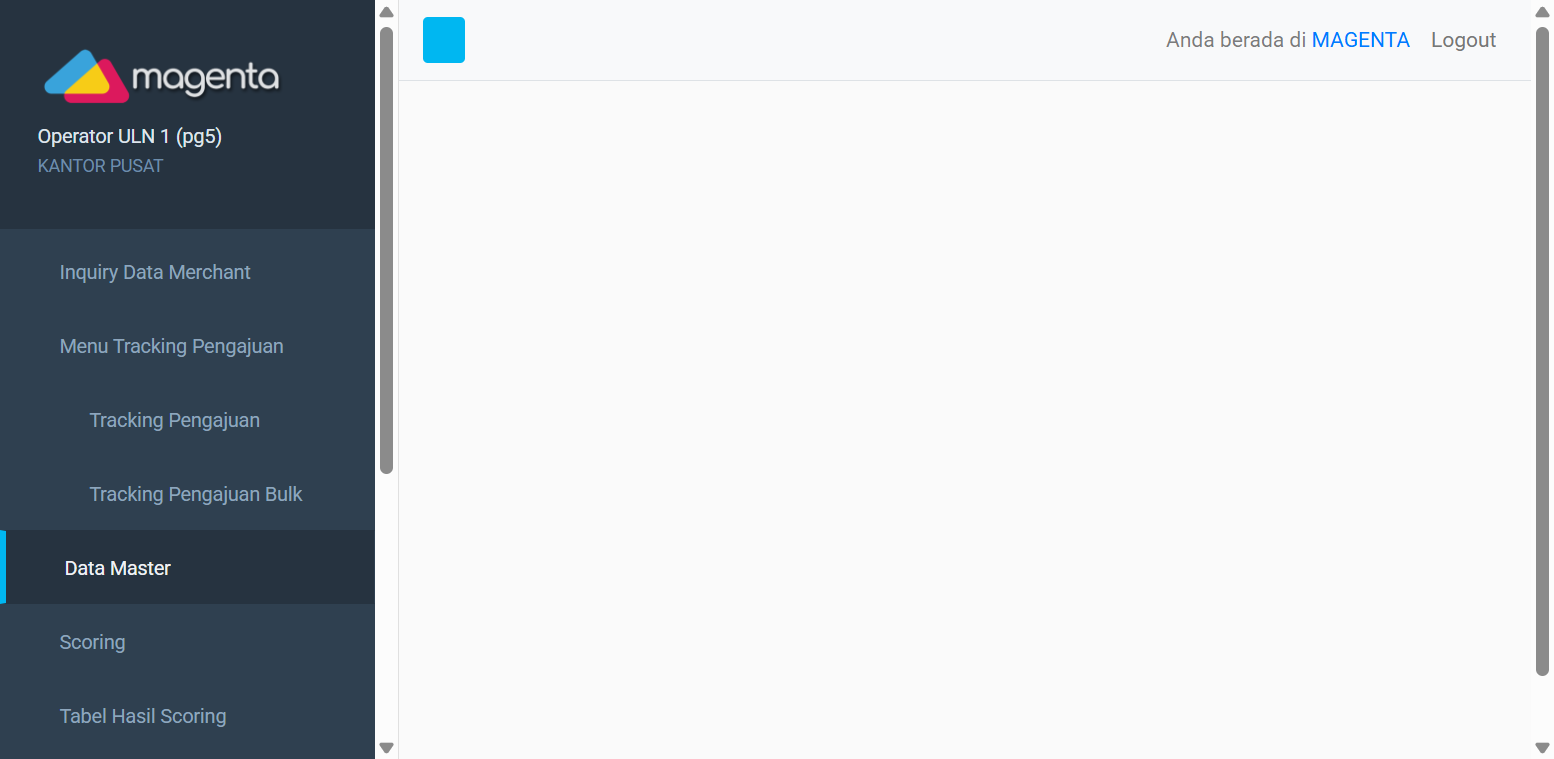 magenta
Operator ULN 1 (pg5)
KANTOR PUSAT
Inquiry Data Merchant
Menu Tracking Pengajuan
Tracking Pengajuan
Tracking Pengajuan Bulk
Data Master
Scoring
Tabel Hasil Scoring
Anda berada di MAGENTA Logout